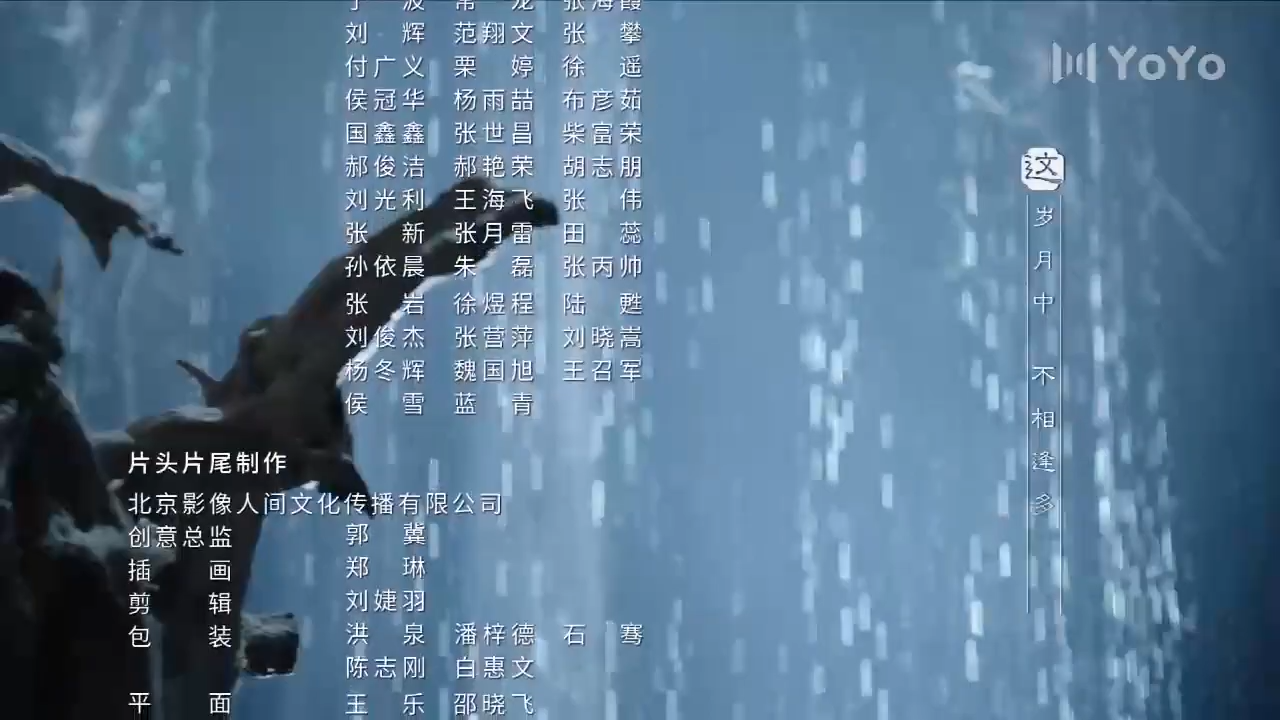 丁 波 常 龙 张海霞
刘 辉 范翔文 张 攀
付广义 栗 婷 徐 遥
侯冠华 杨雨喆 布彦茹
国鑫鑫 张世昌 柴富荣
郝俊洁 郝艳荣 胡志朋
刘光利 王海飞 张 伟
张 新 张月雷 田 蕊
孙依晨 朱 磊 张丙帅
张 岩 徐煜程 陆 甦
刘俊杰 张营萍 刘晓嵩
杨冬辉 魏国旭 王召军
侯 雪 蓝 青
片头片尾制作
北京影像人间文化传播有限公司
创意总监 郭 冀
插 画 郑 琳
剪 辑 刘婕羽
包 装 洪 泉 潘梓德 石 骞
陈志刚 白惠文
平 面 王 乐 邵晓飞
YoYo
这
岁月中 不相逢多